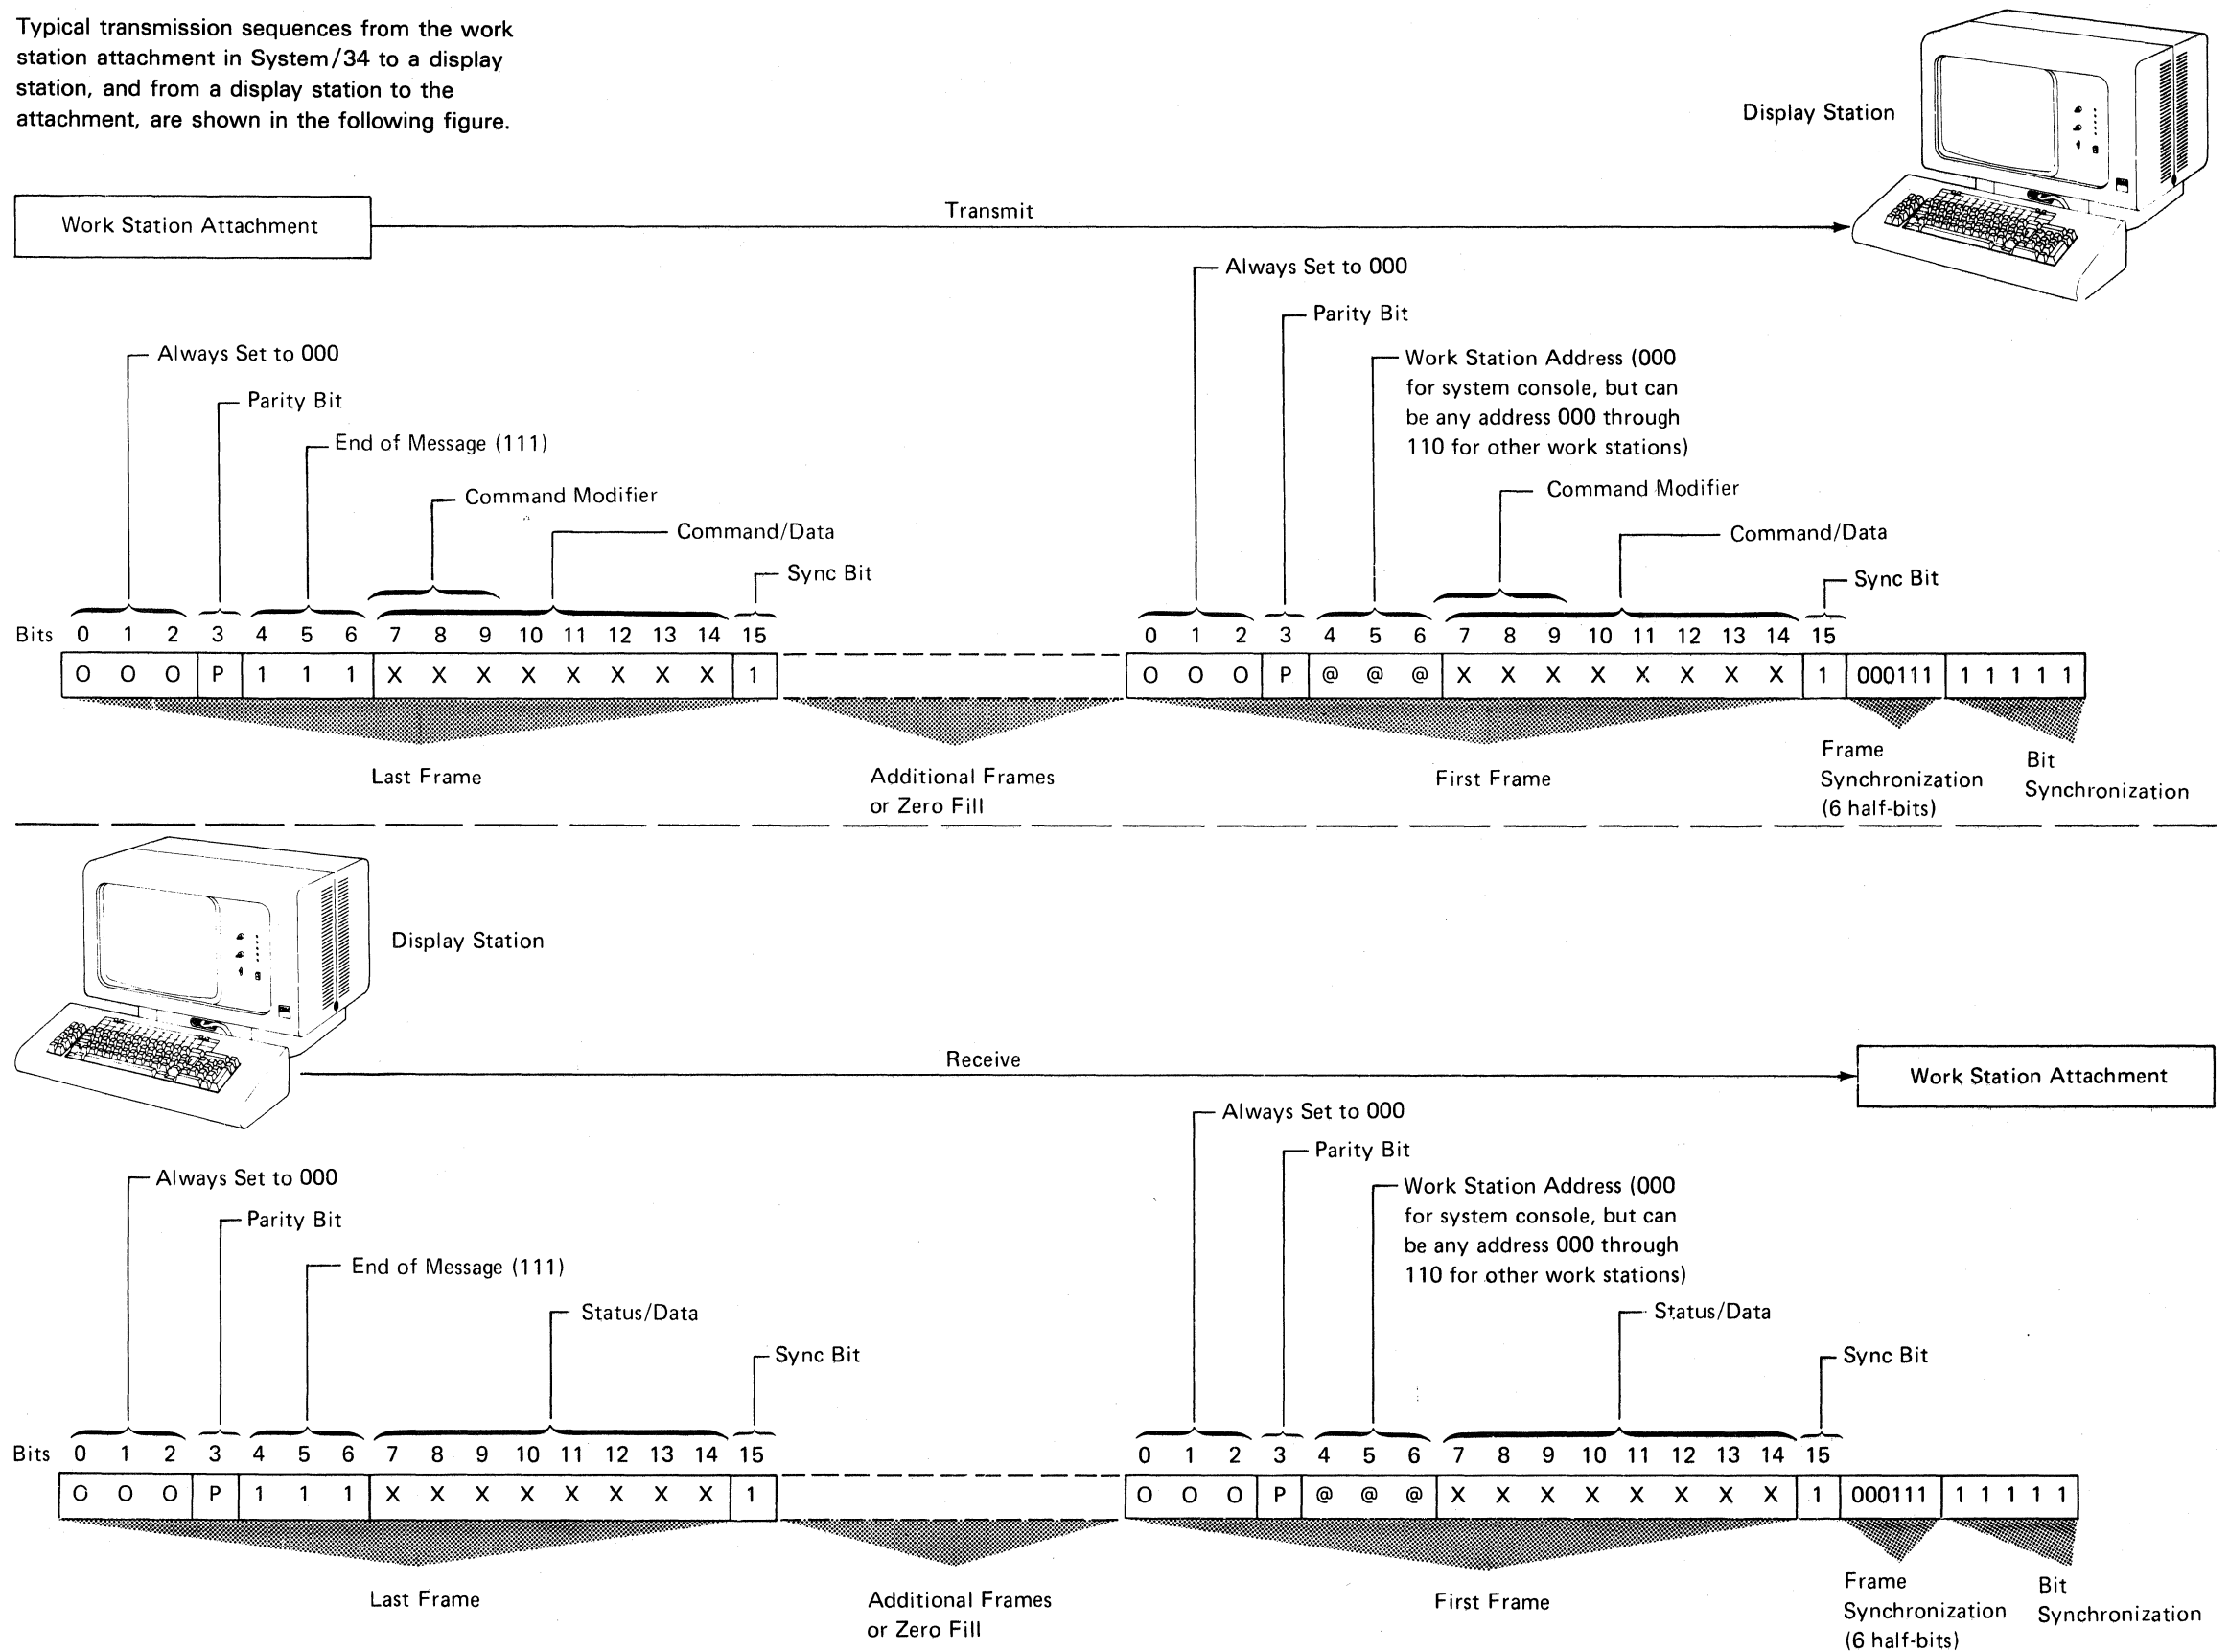 Typical transmission sequences from the work
station attachment in System/34 to a display
station, and from a display station to the
attachment, are shown in the following figure.
Display Station
Work Station Attachment
Transmit
Always Set to 000
Parity Bit
End of Message (111)
Command Modifier
Command/Data
Sync Bit
Always Set to 000
Parity Bit
Work Station Address (000
for system console, but can
be any address 000 through
110 for other work stations)
Command Modifier
Command/Data
Sync Bit
Bits 0 1 2 3 4 5 6 7 8 9 10 11 12 13 14 15 0 1 2 3 4 5 6 7 8 9 10 11 12 13 14 15
0 0 0 P 1 1 1 X X X X X X X X 1 0 0 0 P @ @ @ X X X X X X X X 1 000111 1 1 1 1 1
Last Frame
Additional Frames
or Zero Fill
First Frame
Frame
Synchronization
(6 half-bits)
Bit
Synchronization
Display Station
Receive
Work Station Attachment
Always Set to 000
Parity Bit
End of Message (111)
Status/Data
Sync Bit
Always Set to 000
Parity Bit
Work Station Address (000
for system console, but can
be any address 000 through
110 for other work stations)
Status/Data
Sync Bit
Bits 0 1 2 3 4 5 6 7 8 9 10 11 12 13 14 15 0 1 2 3 4 5 6 7 8 9 10 11 12 13 14 15
0 0 0 P 1 1 1 X X X X X X X X 1 0 0 0 P @ @ @ X X X X X X X X 1 000111 1 1 1 1 1
Last Frame
Additional Frames
or Zero Fill
First Frame
Frame
Synchronization
(6 half-bits)
Bit
Synchronization